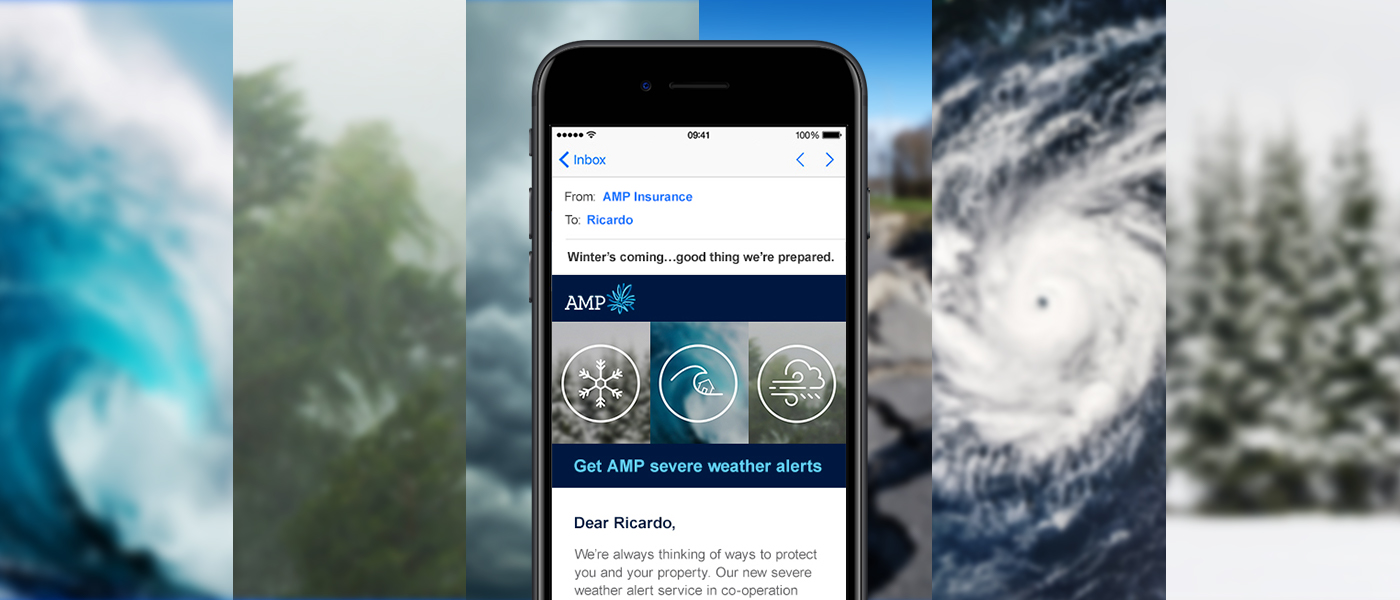 09:41
100%
Inbox
From: AMP Insurance
To: Ricardo
Winter’s coming...good thing we’re prepared.
AMP
Get AMP severe weather alerts
Dear Ricardo,
We’re always thinking of ways to protect
you and your property. Our new severe
weather alert service in co-operation